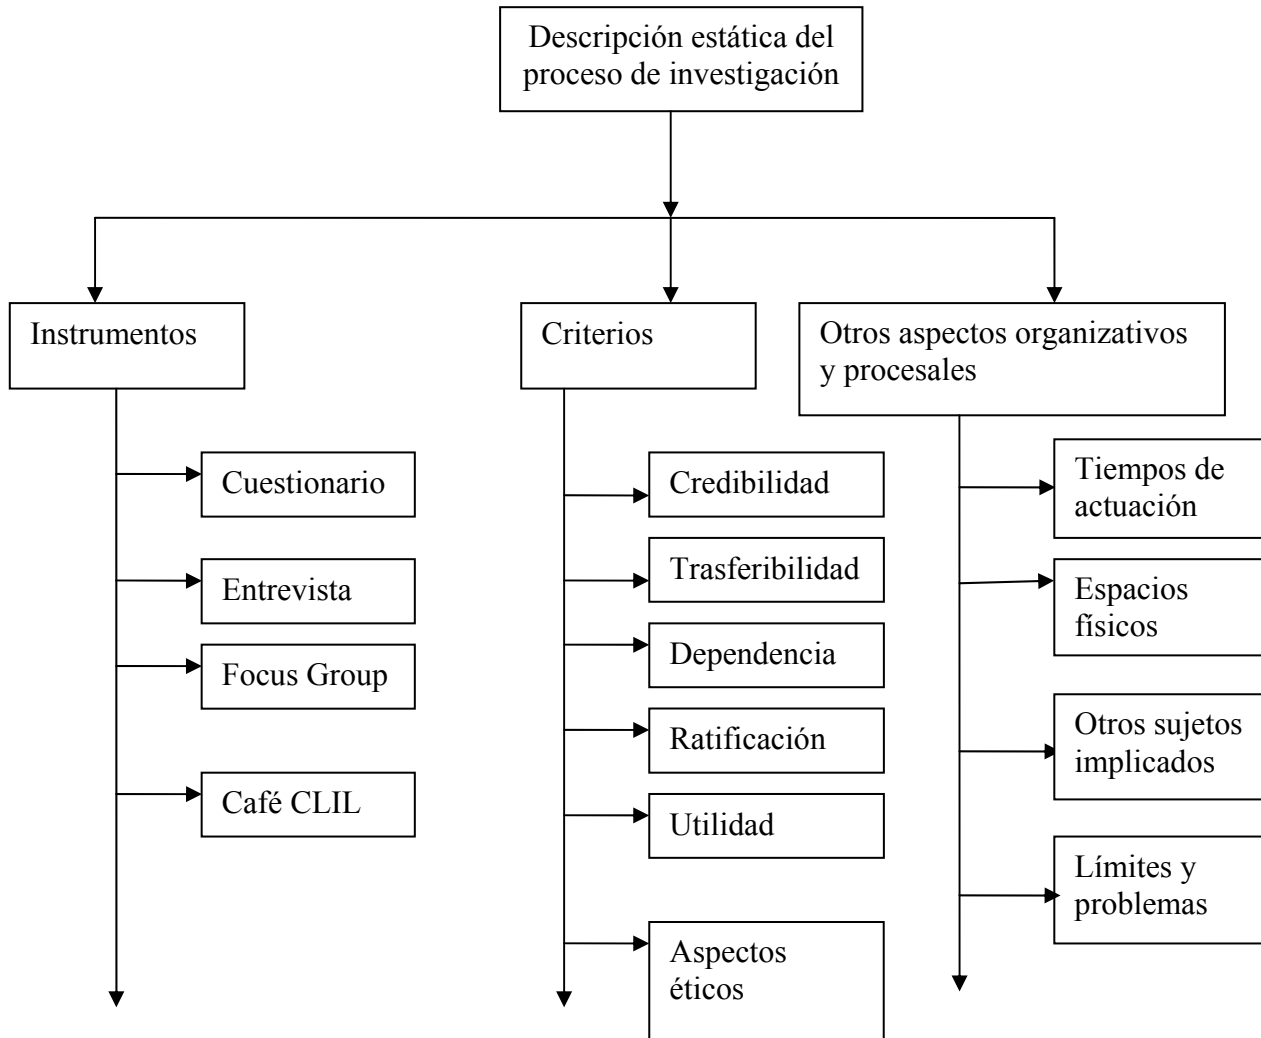 Descripción estática del
proceso de investigación
Instrumentos
Criterios
Otros aspectos organizativos
y procesales
Cuestionario
Entrevista
Focus Group
Café CLIL
Credibilidad
Trasferibilidad
Dependencia
Ratificación
Utilidad
Aspectos
éticos
Tiempos de
actuación
Espacios
físicos
Otros sujetos
implicados
Límites y
problemas